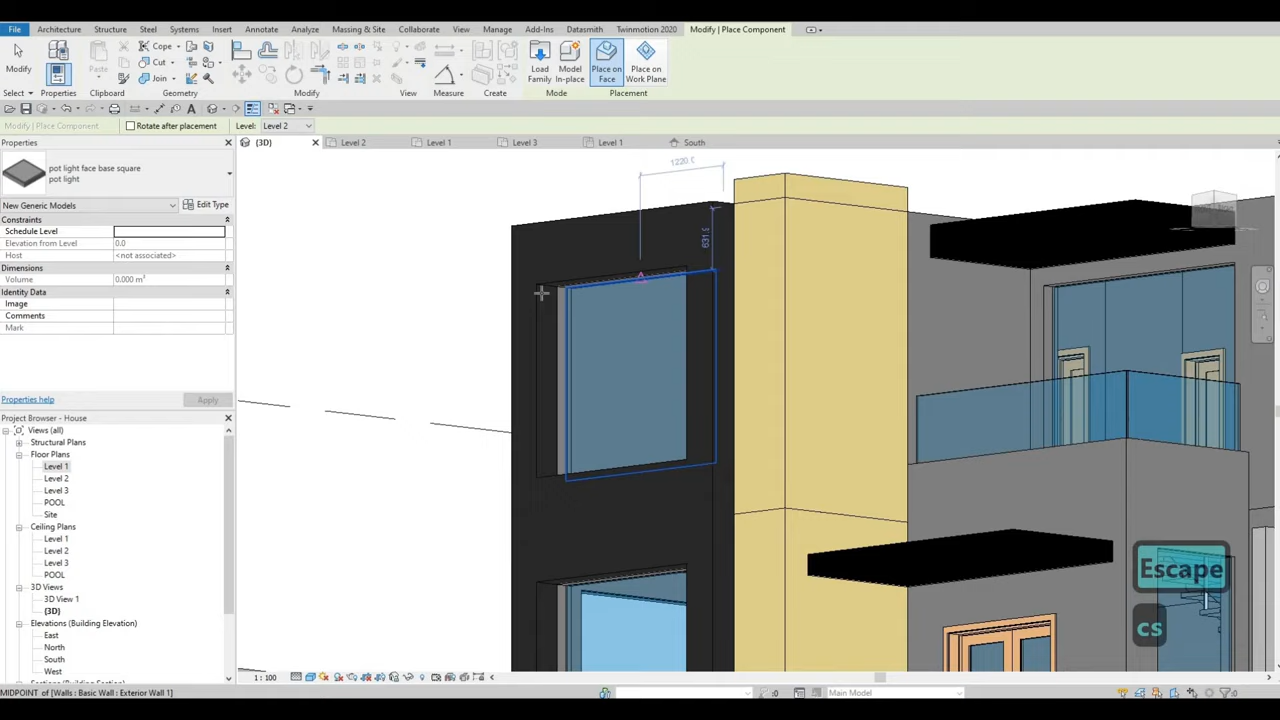 File Architecture Structure Steel Systems Insert Annotate Analyze Massing & Site Collaborate View Manage Add-Ins Datasmith Twinmotion 2020 Modify | Place Component
Modify Paste Cope Cut Join Load Family Model In-place Place on Face Place on Work Plane
Select Properties Clipboard Geometry Modify View Measure Create Mode Placement
Modify | Place Component Rotate after placement Level: Level 2
Properties (3D) Level 2 Level 1 Level 3 Level 1 South
pot light face base square
pot light
New Generic Models Edit Type
Constraints
Schedule Level
Elevation from Level 0.0
Host <not associated>
Dimensions
Volume 0.000 m³
Identity Data
Image
Comments
Mark
Properties help Apply
Project Browser - House
Views (all)
Structural Plans
Floor Plans
Level 1
Level 2
Level 3
POOL
Site
Ceiling Plans
Level 1
Level 2
Level 3
POOL
3D Views
3D View 1
(3D)
Elevations (Building Elevation)
East
North
South
West
1220.0
631.
Escape
cs
1 : 100
MIDPOINT of [Walls : Basic Wall : Exterior Wall 1] :0 Main Model :0